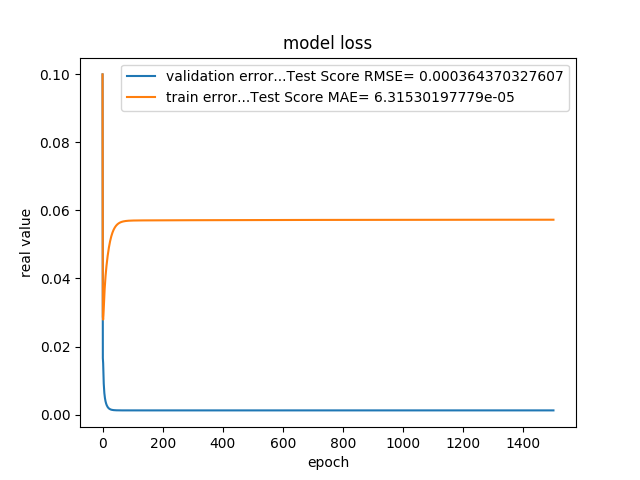 model loss
validation error...Test Score RMSE= 0.000364370327607
train error...Test Score MAE= 6.31530197779e-05
0.10
0.08
0.06
0.04
0.02
0.00
real value
0 200 400 600 800 1000 1200 1400
epoch